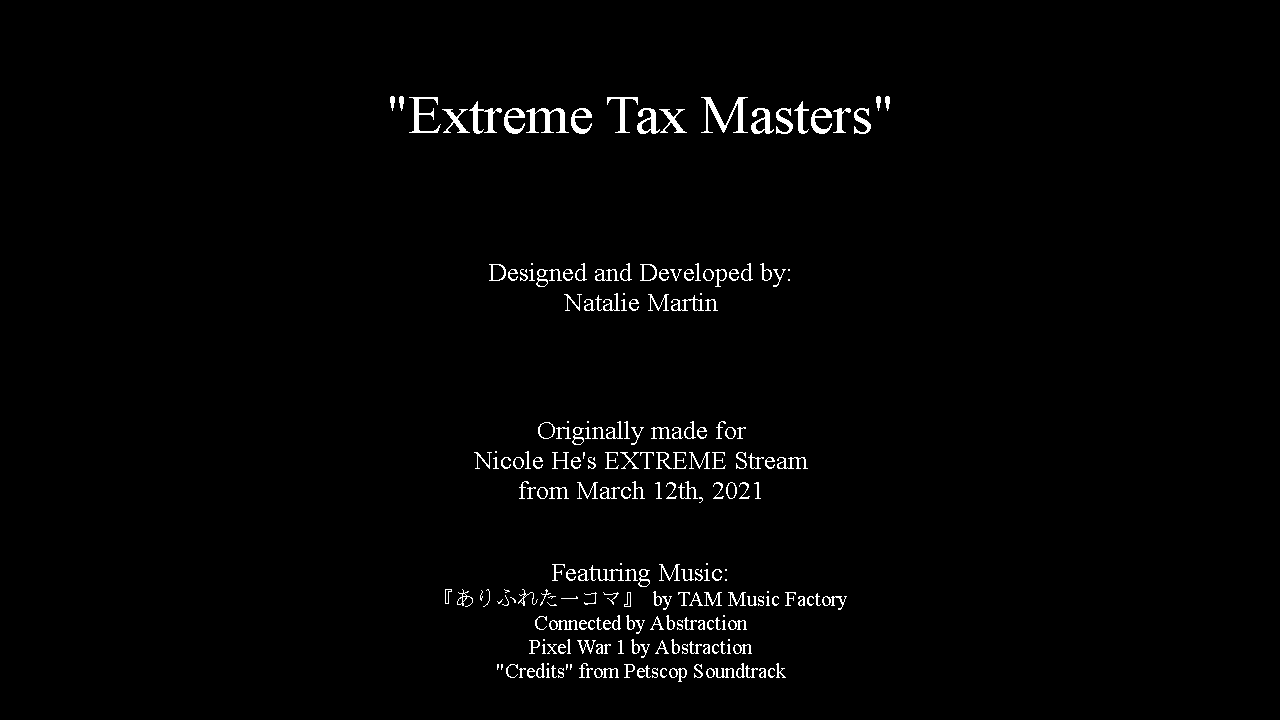 "Extreme Tax Masters"
Designed and Developed by:
Natalie Martin
Originally made for
Nicole He's EXTREME Stream
from March 12th, 2021
Featuring Music:
『ありふれた一コマ』 by TAM Music Factory
Connected by Abstraction
Pixel War 1 by Abstraction
"Credits" from Petscop Soundtrack